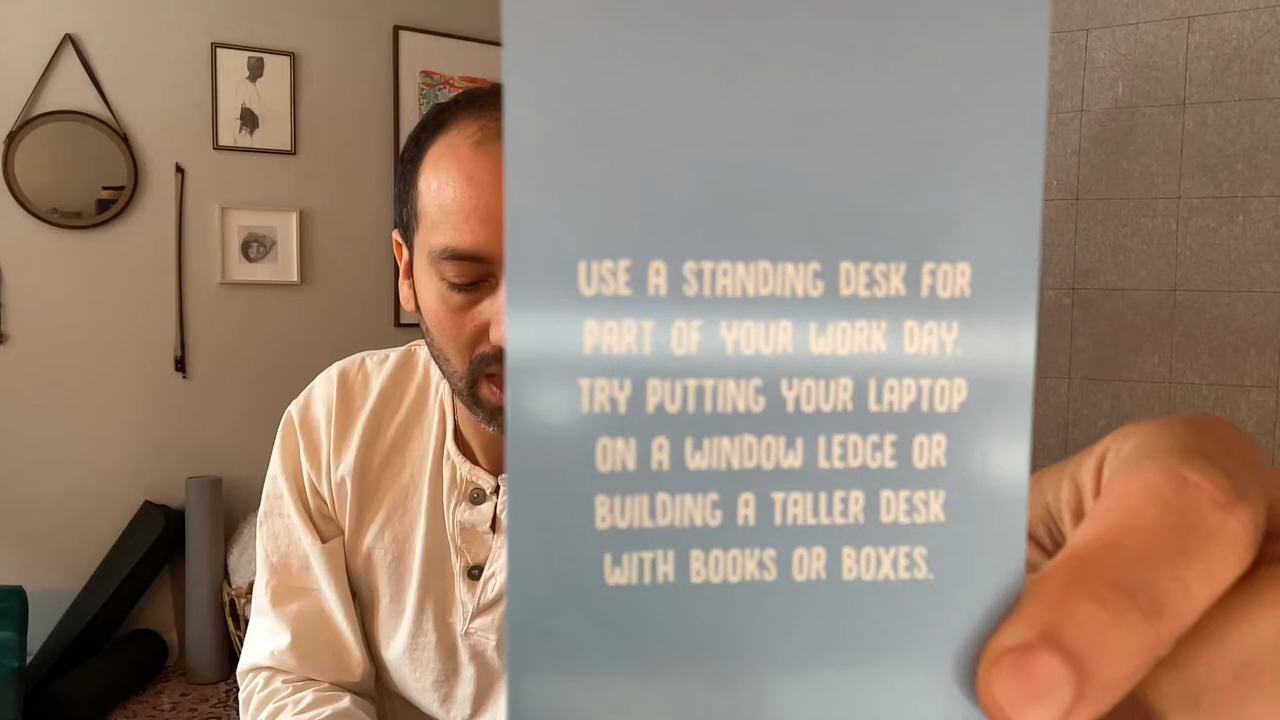 USE A STANDING DESK FOR
PART OF YOUR WORK DAY.
TRY PUTTING YOUR LAPTOP
ON A WINDOW LEDGE OR
BUILDING A TALLER DESK
WITH BOOKS OR BOXES.